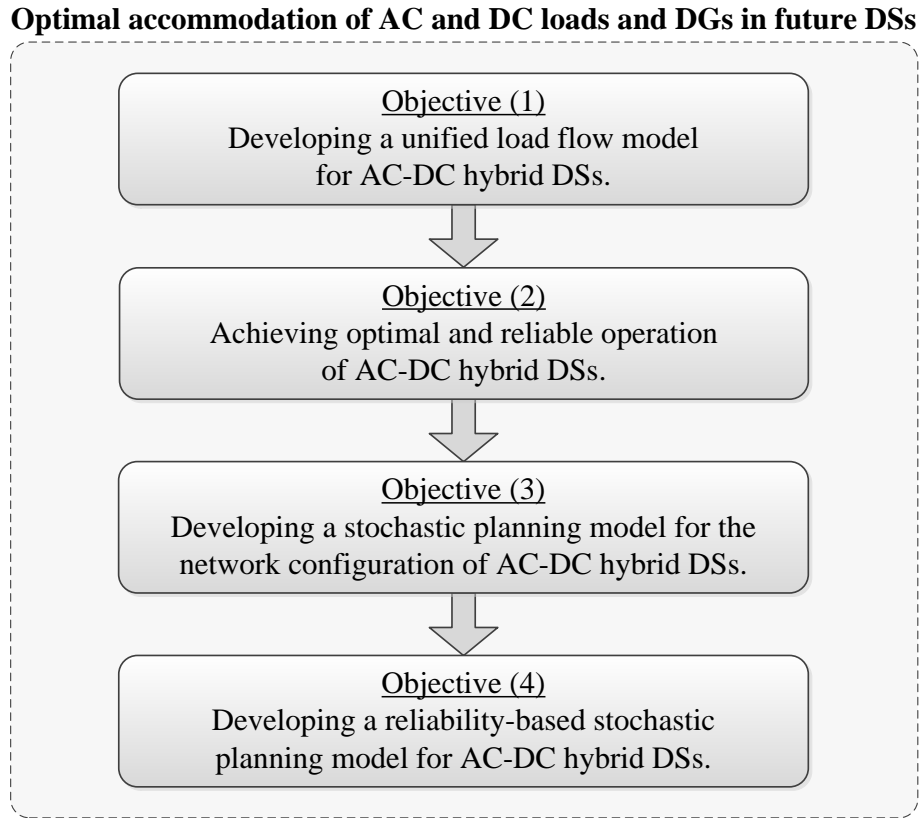 Optimal accommodation of AC and DC loads and DGs in future DSs
Objective (1)
Developing a unified load flow model
for AC-DC hybrid DSs.
Objective (2)
Achieving optimal and reliable operation
of AC-DC hybrid DSs.
Objective (3)
Developing a stochastic planning model for the
network configuration of AC-DC hybrid DSs.
Objective (4)
Developing a reliability-based stochastic
planning model for AC-DC hybrid DSs.